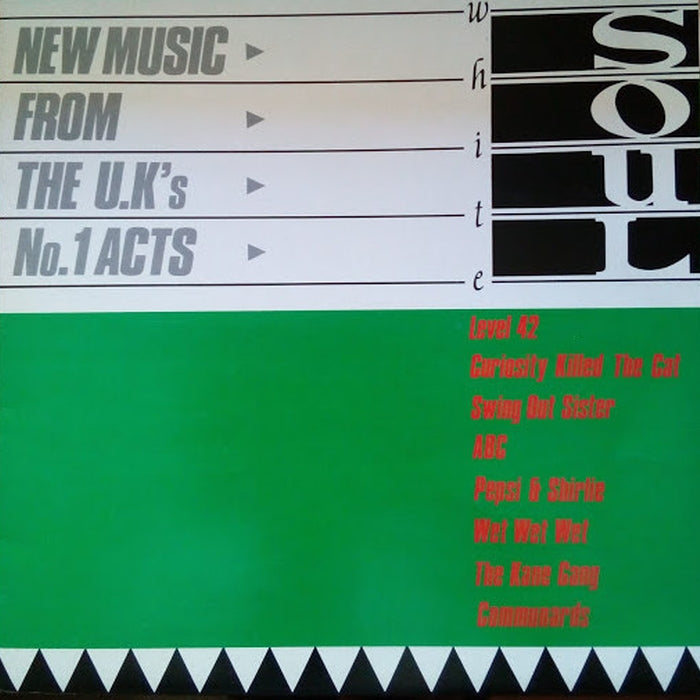 white
SOUL
NEW MUSIC
FROM
THE U.K's
No.1 ACTS
Level 42
Curiosity Killed The Cat
Swing Out Sister
ABC
Pepsi & Shirlie
Wet Wet Wet
The Kane Gang
Communards